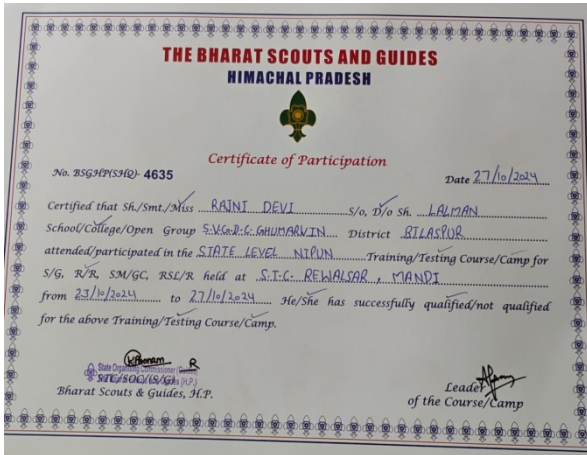 THE BHARAT SCOUTS AND GUIDES
HIMACHAL PRADESH
Certificate of Participation
No. BSGHP(SHQ)- 4635
Date 27/10/2024
Certified that Sh./Smt./Miss RAJNI DEVI S/o, D/o Sh. LALMAN
School/College/Open Group S.V.G.D.C. GHUMARVIN District BILASPUR
attended/participated in the STATE LEVEL NIPUN Training/Testing Course/Camp for
S/G, R/R, SM/GC, RSL/R held at S.T.C. REWALSAR, MANDI
from 23/10/2024 to 27/10/2024 He/She has successfully qualified/not qualified
for the above Training/Testing Course/Camp.
State Organising Commissioner
Bharat Scouts & Guides, H.P.
Leader
of the Course/Camp